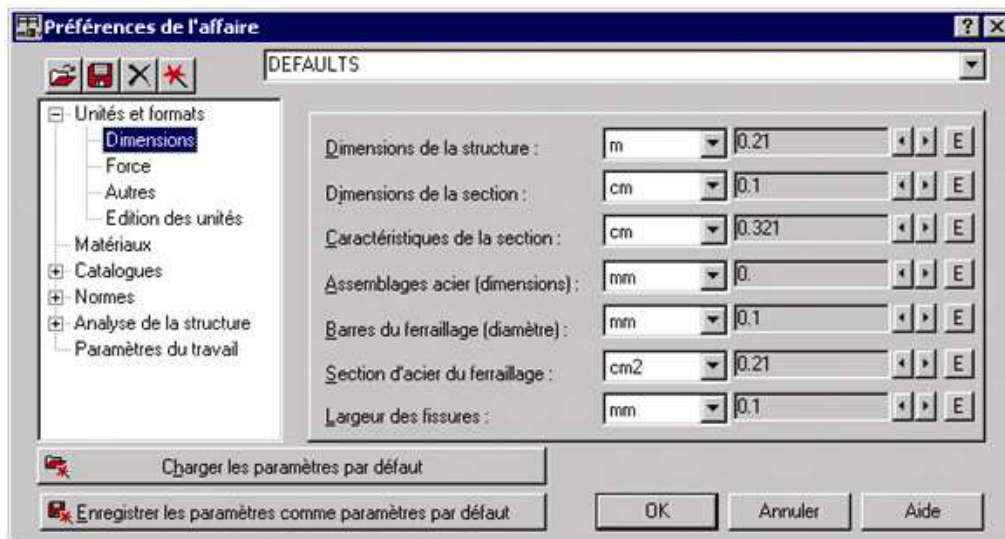 Préférences de l'affaire
DEFAULTS
Unités et formats
Dimensions
Force
Autres
Edition des unités
Matériaux
Catalogues
Normes
Analyse de la structure
Paramètres du travail
Dimensions de la structure : m 0.21 E
Dimensions de la section : cm 0.1 E
Caractéristiques de la section : cm 0.321 E
Assemblages acier (dimensions) : mm 0. E
Barres du ferraillage (diamètre) : mm 0.1 E
Section d'acier du ferraillage : cm2 0.21 E
Largeur des fissures : mm 0.1 E
Charger les paramètres par défaut
Enregistrer les paramètres comme paramètres par défaut
OK Annuler Aide